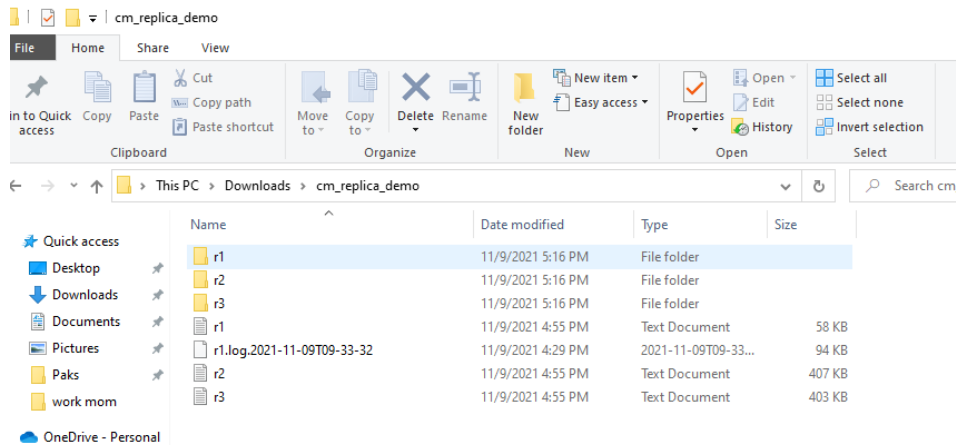 cm_replica_demo
File Home Share View
in to Quick access
Copy
Paste
Cut
Copy path
Paste shortcut
Clipboard
Move to
Copy to
Delete
Rename
Organize
New folder
New item
Easy access
New
Properties
Open
Edit
History
Open
Select all
Select none
Invert selection
Select
This PC > Downloads > cm_replica_demo
Search cm
Name Date modified Type Size
Quick access
Desktop
Downloads
Documents
Pictures
Paks
work mom
OneDrive - Personal
r1 11/9/2021 5:16 PM File folder
r2 11/9/2021 5:16 PM File folder
r3 11/9/2021 5:16 PM File folder
r1 11/9/2021 4:55 PM Text Document 58 KB
r1.log.2021-11-09T09-33-32 11/9/2021 4:29 PM 2021-11-09T09-33... 94 KB
r2 11/9/2021 4:55 PM Text Document 407 KB
r3 11/9/2021 4:55 PM Text Document 403 KB